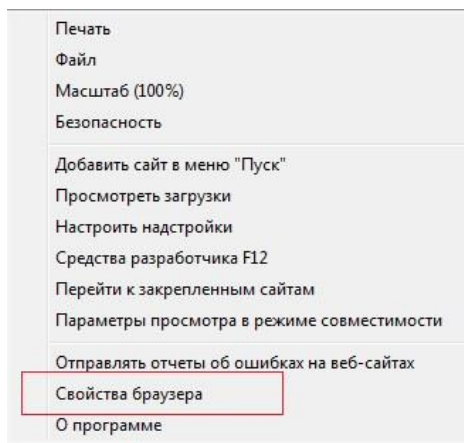 Печать
Файл
Масштаб (100%)
Безопасность
Добавить сайт в меню "Пуск"
Просмотреть загрузки
Настроить надстройки
Средства разработчика F12
Перейти к закрепленным сайтам
Параметры просмотра в режиме совместимости
Отправлять отчеты об ошибках на веб-сайтах
Свойства браузера
О программе